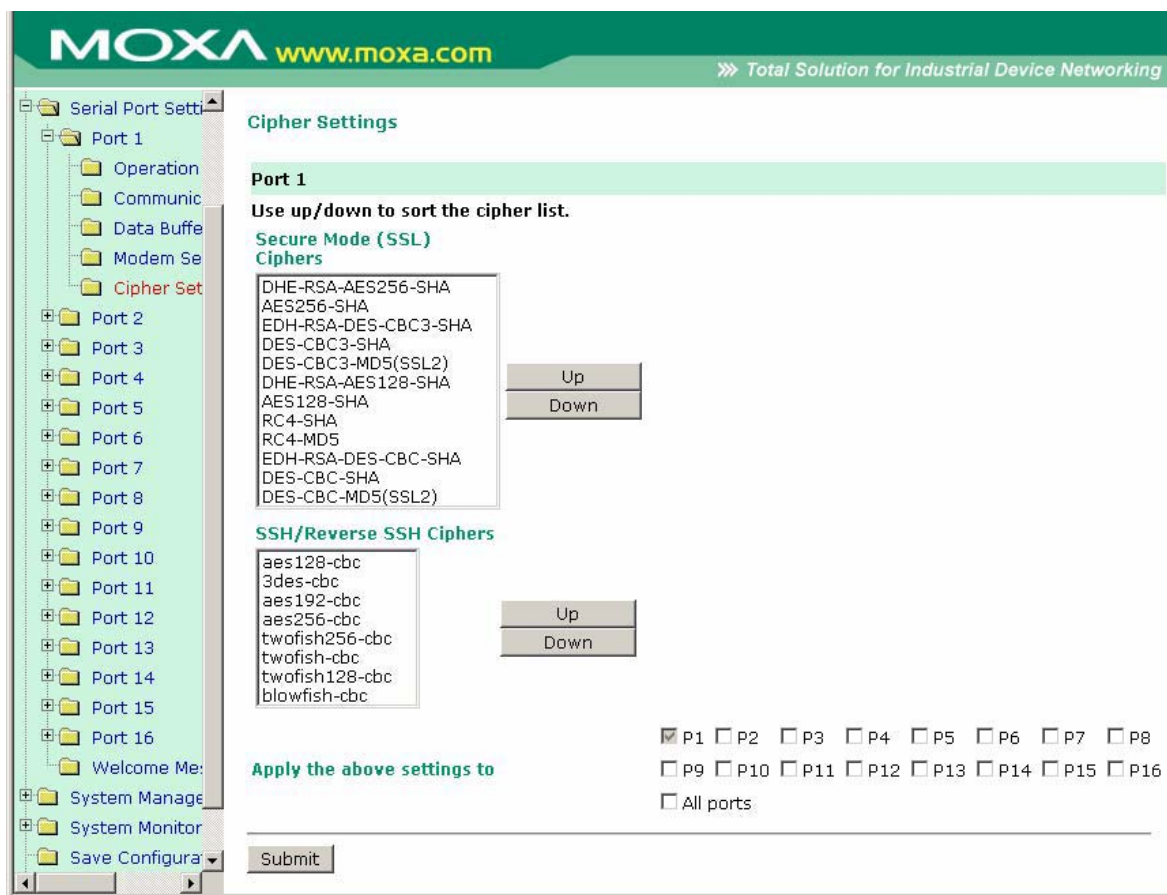 MOXA www.moxa.com
Total Solution for Industrial Device Networking
Serial Port Setti
Port 1
Operation
Communic
Data Buffe
Modem Se
Cipher Set
Port 2
Port 3
Port 4
Port 5
Port 6
Port 7
Port 8
Port 9
Port 10
Port 11
Port 12
Port 13
Port 14
Port 15
Port 16
Welcome Mes
System Manage
System Monitor
Save Configurat
Cipher Settings
Port 1
Use up/down to sort the cipher list.
Secure Mode (SSL)
Ciphers
DHE-RSA-AES256-SHA
AES256-SHA
EDH-RSA-DES-CBC3-SHA
DES-CBC3-SHA
DES-CBC3-MD5(SSL2)
DHE-RSA-AES128-SHA
AES128-SHA
RC4-SHA
RC4-MD5
EDH-RSA-DES-CBC-SHA
DES-CBC-SHA
DES-CBC-MD5(SSL2)
Up
Down
SSH/Reverse SSH Ciphers
aes128-cbc
3des-cbc
aes192-cbc
aes256-cbc
twofish256-cbc
twofish-cbc
twofish128-cbc
blowfish-cbc
Up
Down
Apply the above settings to
P1 P2 P3 P4 P5 P6 P7 P8
P9 P10 P11 P12 P13 P14 P15 P16
All ports
Submit